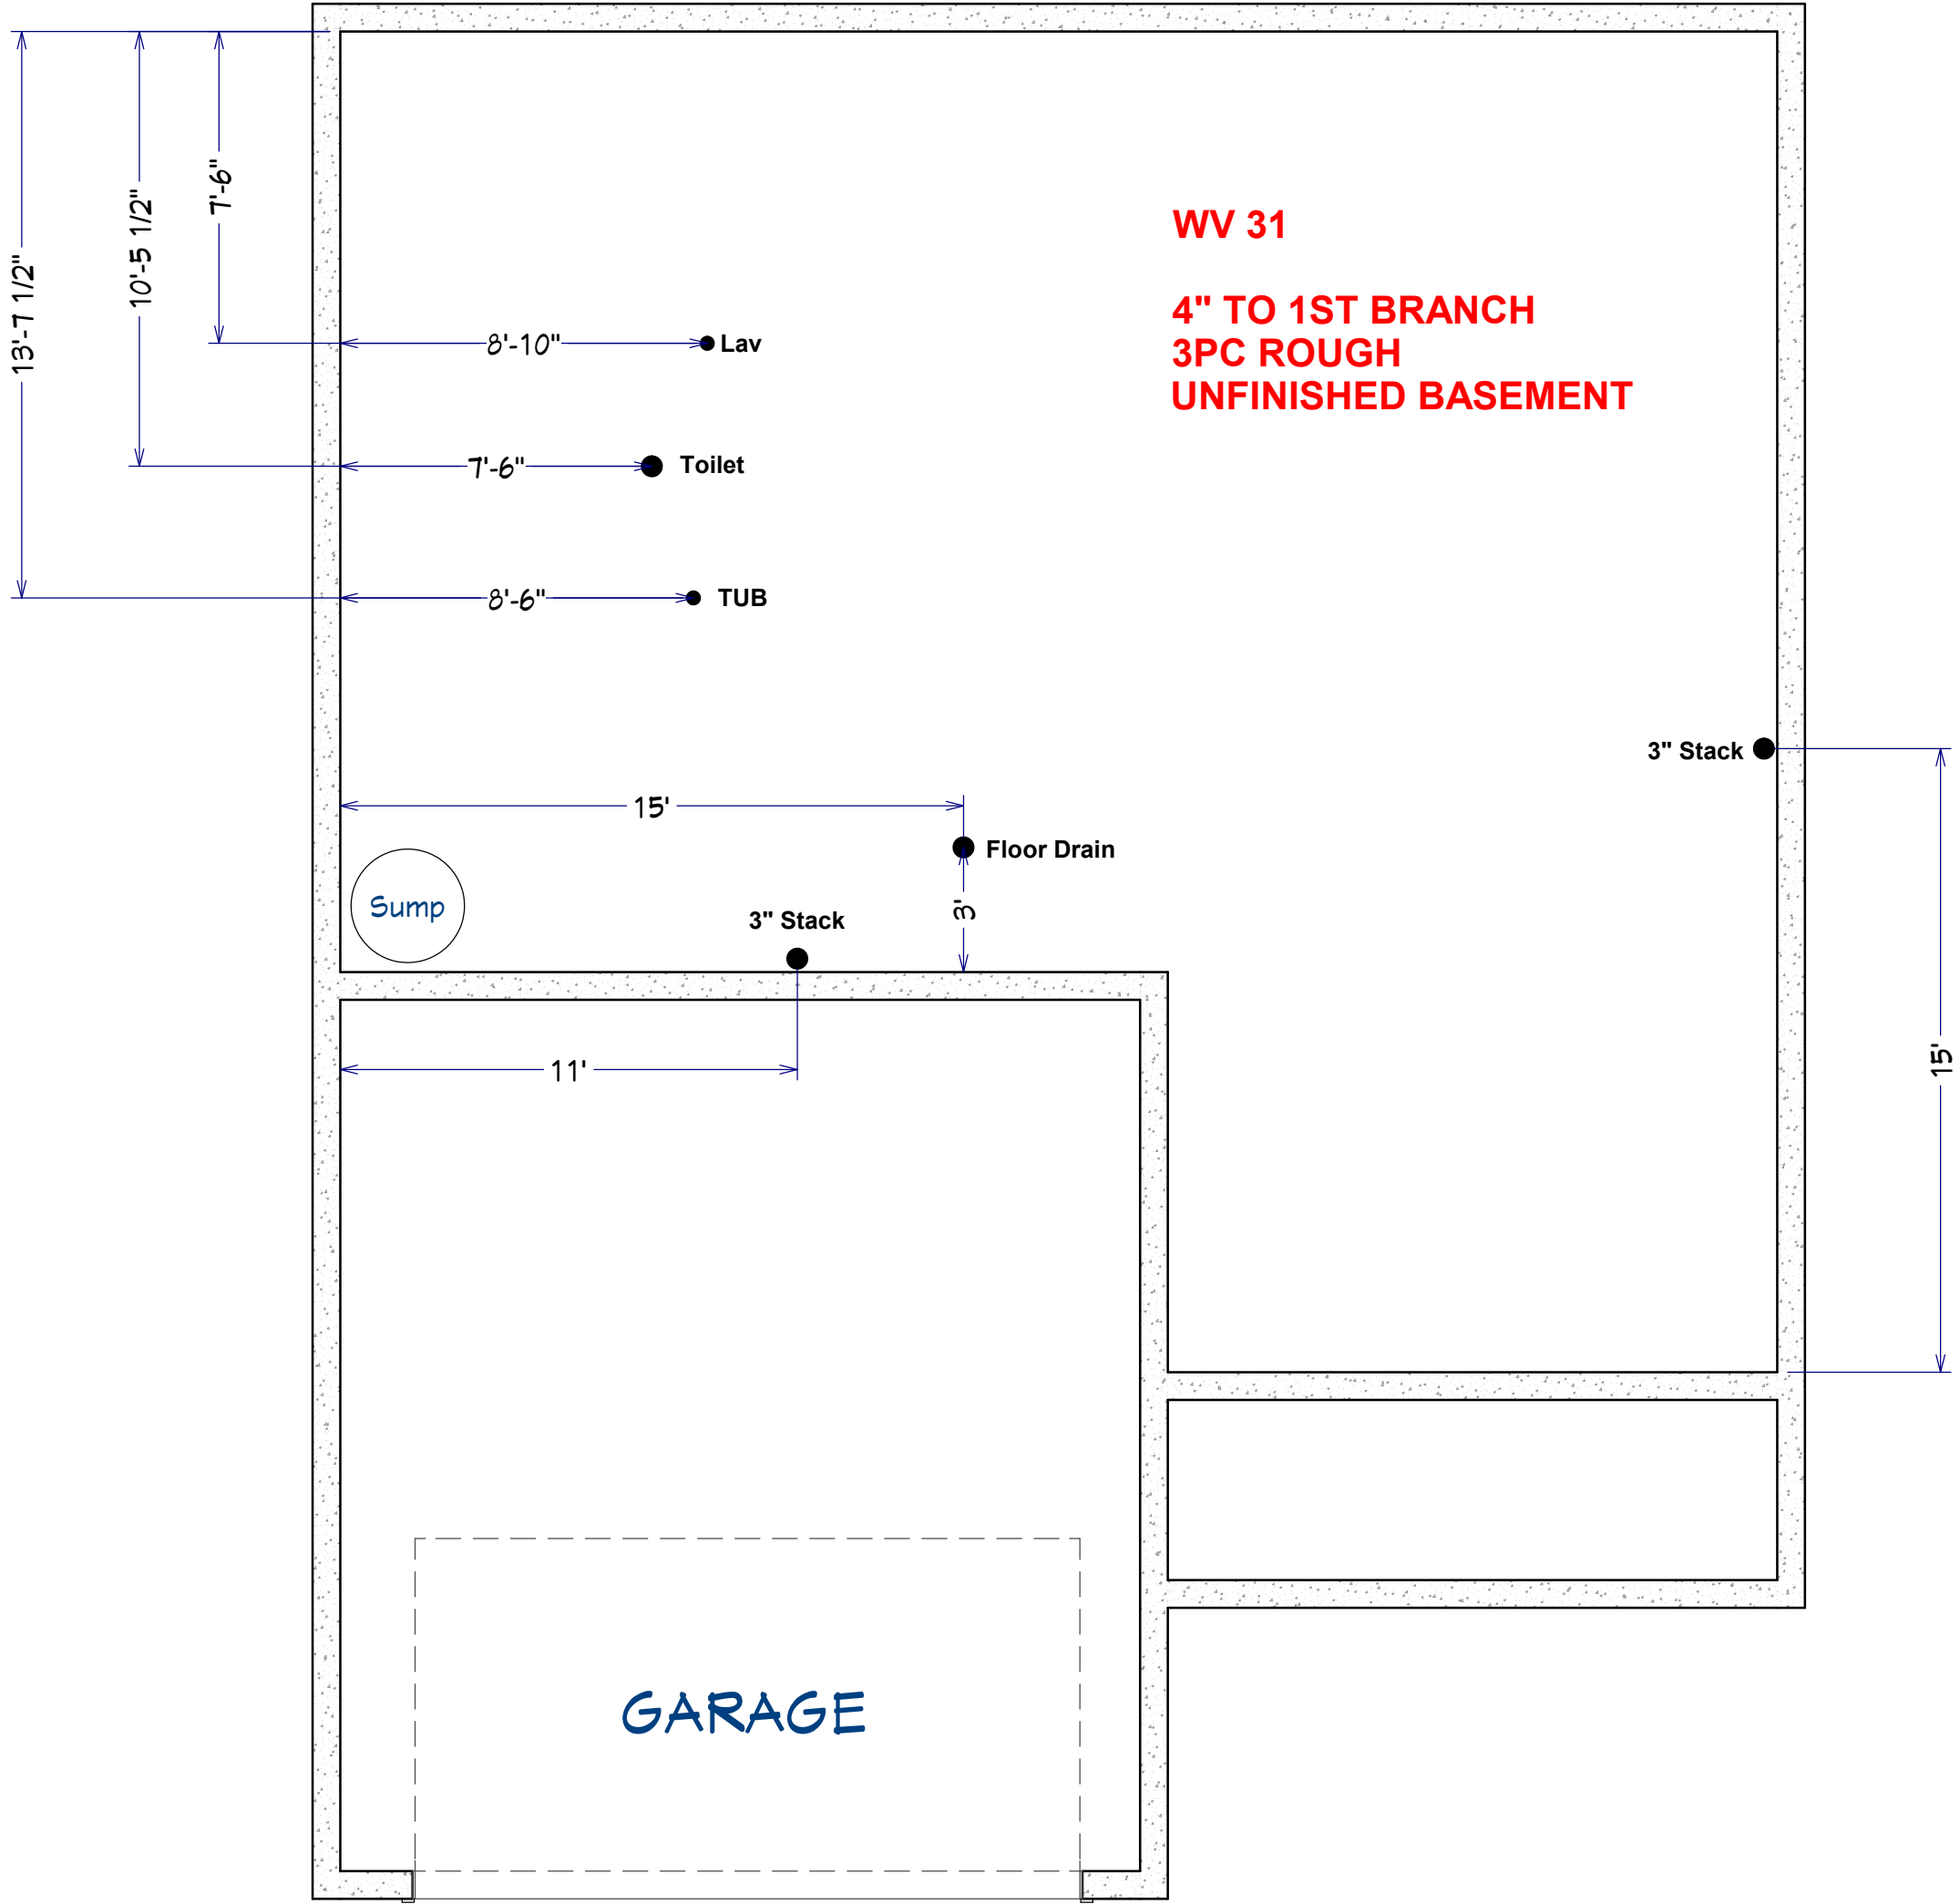 7'-6"
10'-5 1/2"
13'-7 1/2"
WV 31
4" TO 1ST BRANCH
3PC ROUGH
UNFINISHED BASEMENT
8'-10"
Lav
7'-6"
Toilet
8'-6"
TUB
3" Stack
15'
Floor Drain
Sump
3'
3" Stack
11'
15'
GARAGE